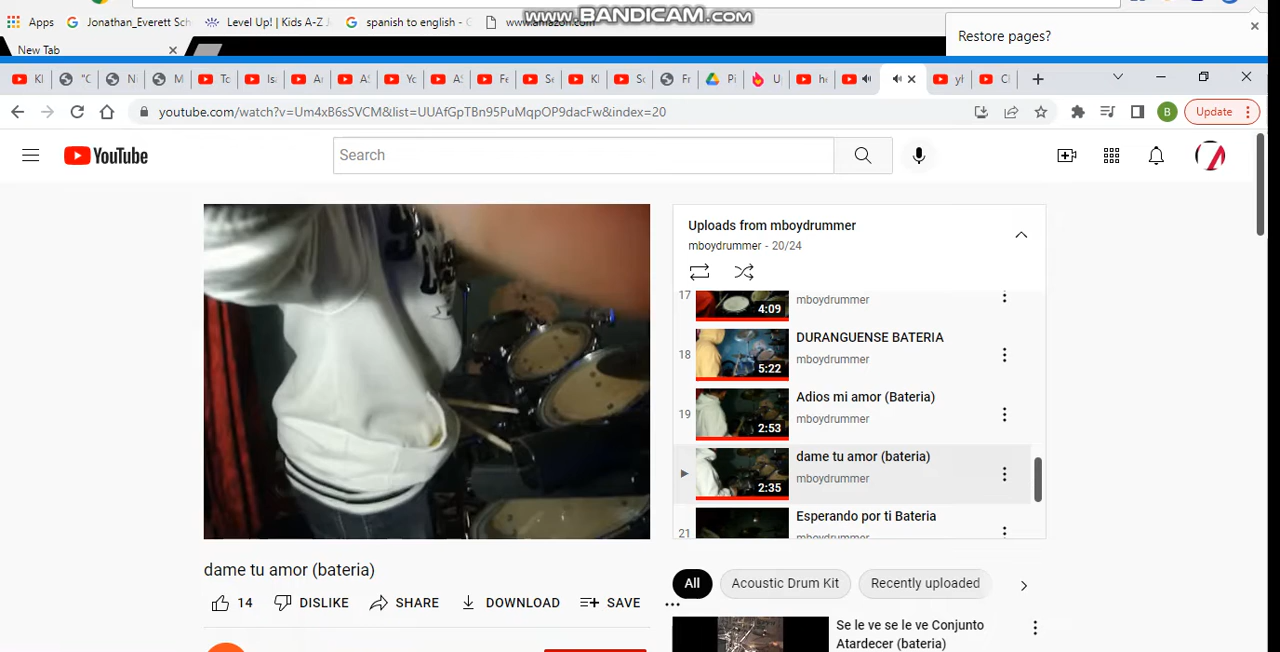 www.BANDICAM.com
Apps
Jonathan_Everett Sch
Level Up! | Kids A-Z
spanish to english - G
www.amazon.com
Restore pages?
New Tab
youtube.com/watch?v=Um4xB6sSVCM&list=UUAfGpTBn95PuMqpOP9dacFw&index=20
B
Update
YouTube
Search
Uploads from mboydrummer
mboydrummer - 20/24
17
4:09
mboydrummer
18
5:22
DURANGUENSE BATERIA
mboydrummer
19
2:53
Adios mi amor (Bateria)
mboydrummer
2:35
dame tu amor (bateria)
mboydrummer
21
Esperando por ti Bateria
mboydrummer
dame tu amor (bateria)
14 DISLIKE SHARE DOWNLOAD SAVE
All Acoustic Drum Kit Recently uploaded
Se le ve se le ve Conjunto
Atardecer (bateria)